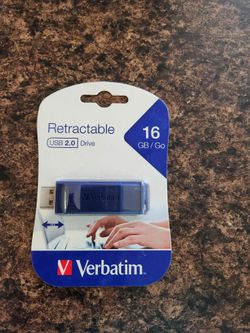 Retractable
USB 2.0 Drive
16
GB / Go
Verbatim
Verbatim